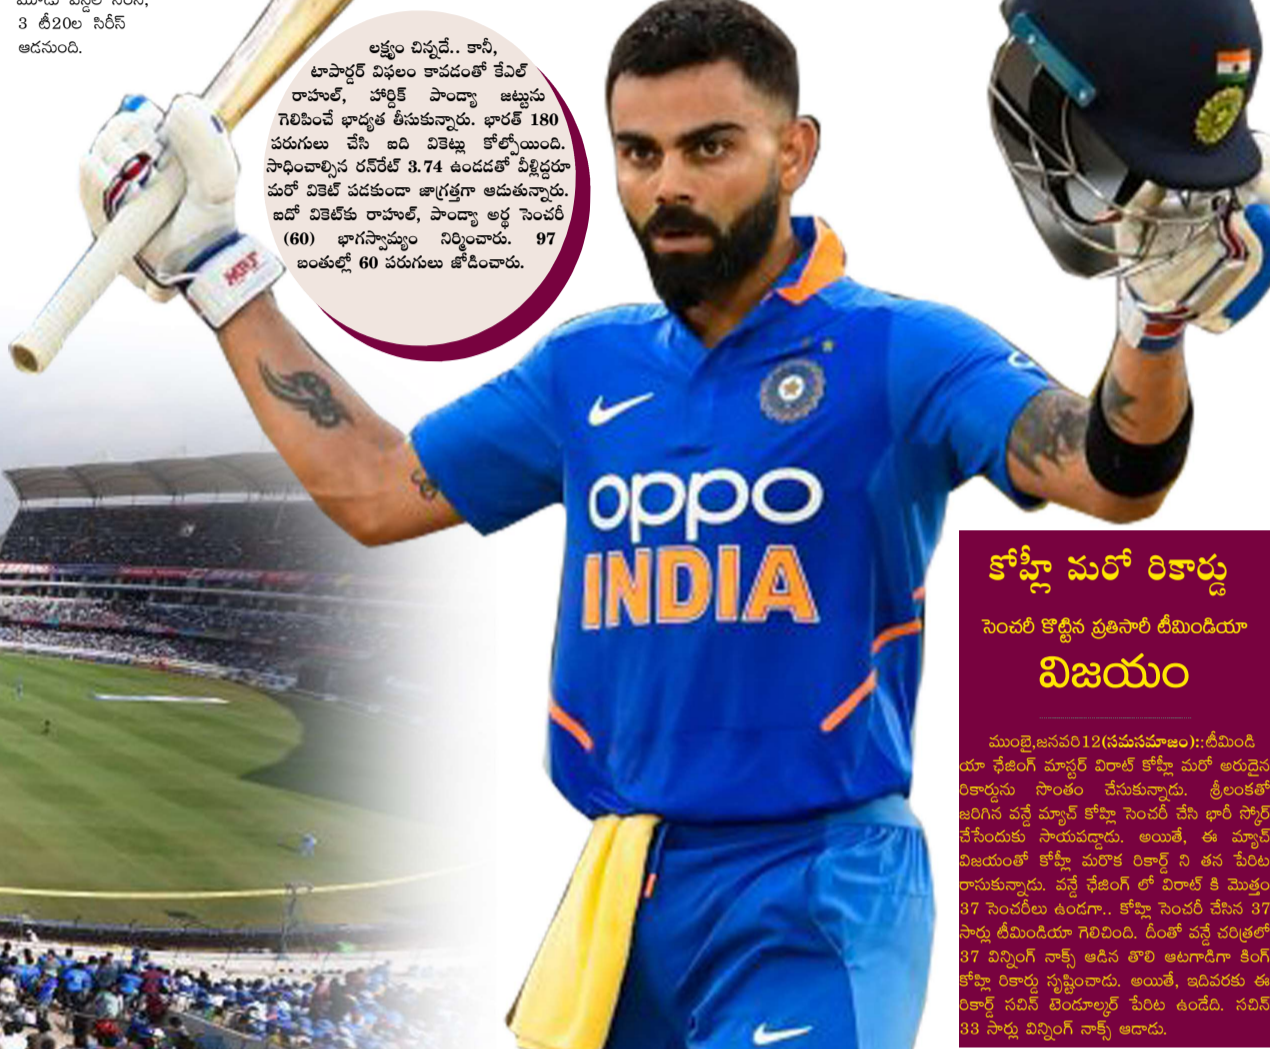 3 టీ20ల సిరీస్
ఆడనుంది.
లక్ష్యం చిన్నదే.. కానీ,
టాపార్డర్ విఫలం కావడంతో కేఎల్
రాహుల్, హార్దిక్ పాండ్యా జట్టును
గెలిపించే భాద్యత తీసుకున్నారు. భారత్ 180
పరుగులు చేసి ఐది వికెట్లు కోల్పోయింది.
సాధించాల్సిన రన్‌రేట్ 3.74 ఉండడతో వీళ్లిద్దరూ
మరో వికెట్ పడకుండా జాగ్రత్తగా ఆడుతున్నారు.
ఐదో వికెట్‌కు రాహుల్, పాండ్యా అర్థ సెంచరీ
(60) భాగస్వామ్యం నిర్మించారు. 97
బంతుల్లో 60 పరుగులు జోడించారు.
MRF
oppo
INDIA
కోహ్లీ మరో రికార్డు
సెంచరీ కొట్టిన ప్రతిసారీ టీమిండియా
విజయం
ముంబై,జనవరి12(సమసమాజం)::టీమిండి
యా ఛేజింగ్ మాస్టర్ విరాట్ కోహ్లీ మరో అరుదైన
రికార్డును సొంతం చేసుకున్నాడు. శ్రీలంకతో
జరిగిన వన్డే మ్యాచ్ కోహ్లి సెంచరీ చేసి భారీ స్కోర్
చేసేందుకు సాయపడ్డాడు. అయితే, ఈ మ్యాచ్
విజయంతో కోహ్లీ మరొక రికార్డ్ ని తన పేరిట
రాసుకున్నాడు. వన్డే ఛేజింగ్ లో విరాట్ కి మొత్తం
37 సెంచరీలు ఉండగా.. కోహ్లి సెంచరీ చేసిన 37
సార్లు టీమిండియా గెలిచింది. దీంతో వన్డే చరిత్రలో
37 విన్నింగ్ నాక్స్ ఆడిన తొలి ఆటగాడిగా కింగ్
కోహ్లి రికార్డు సృష్టించాడు. అయితే, ఇదివరకు ఈ
రికార్డ్ సచిన్ టెండూల్కర్ పేరిట ఉండేది. సచిన్
33 సార్లు విన్నింగ్ నాక్స్ ఆడాడు.